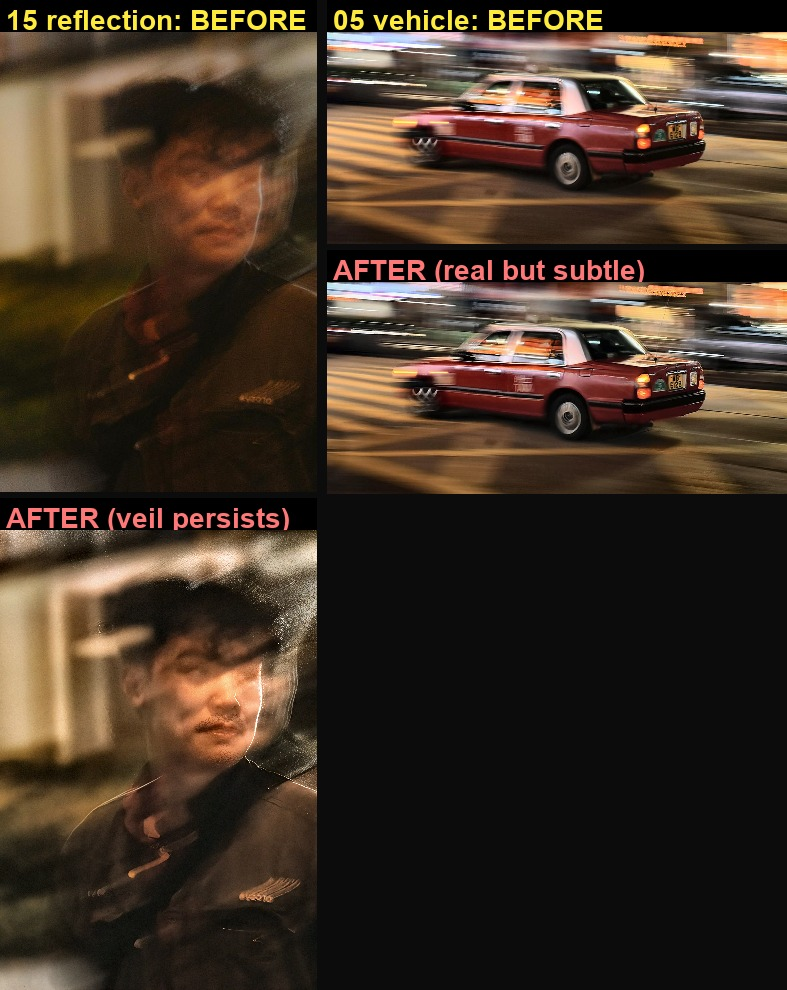 15 reflection: BEFORE
05 vehicle: BEFORE
AFTER (real but subtle)
AFTER (veil persists)